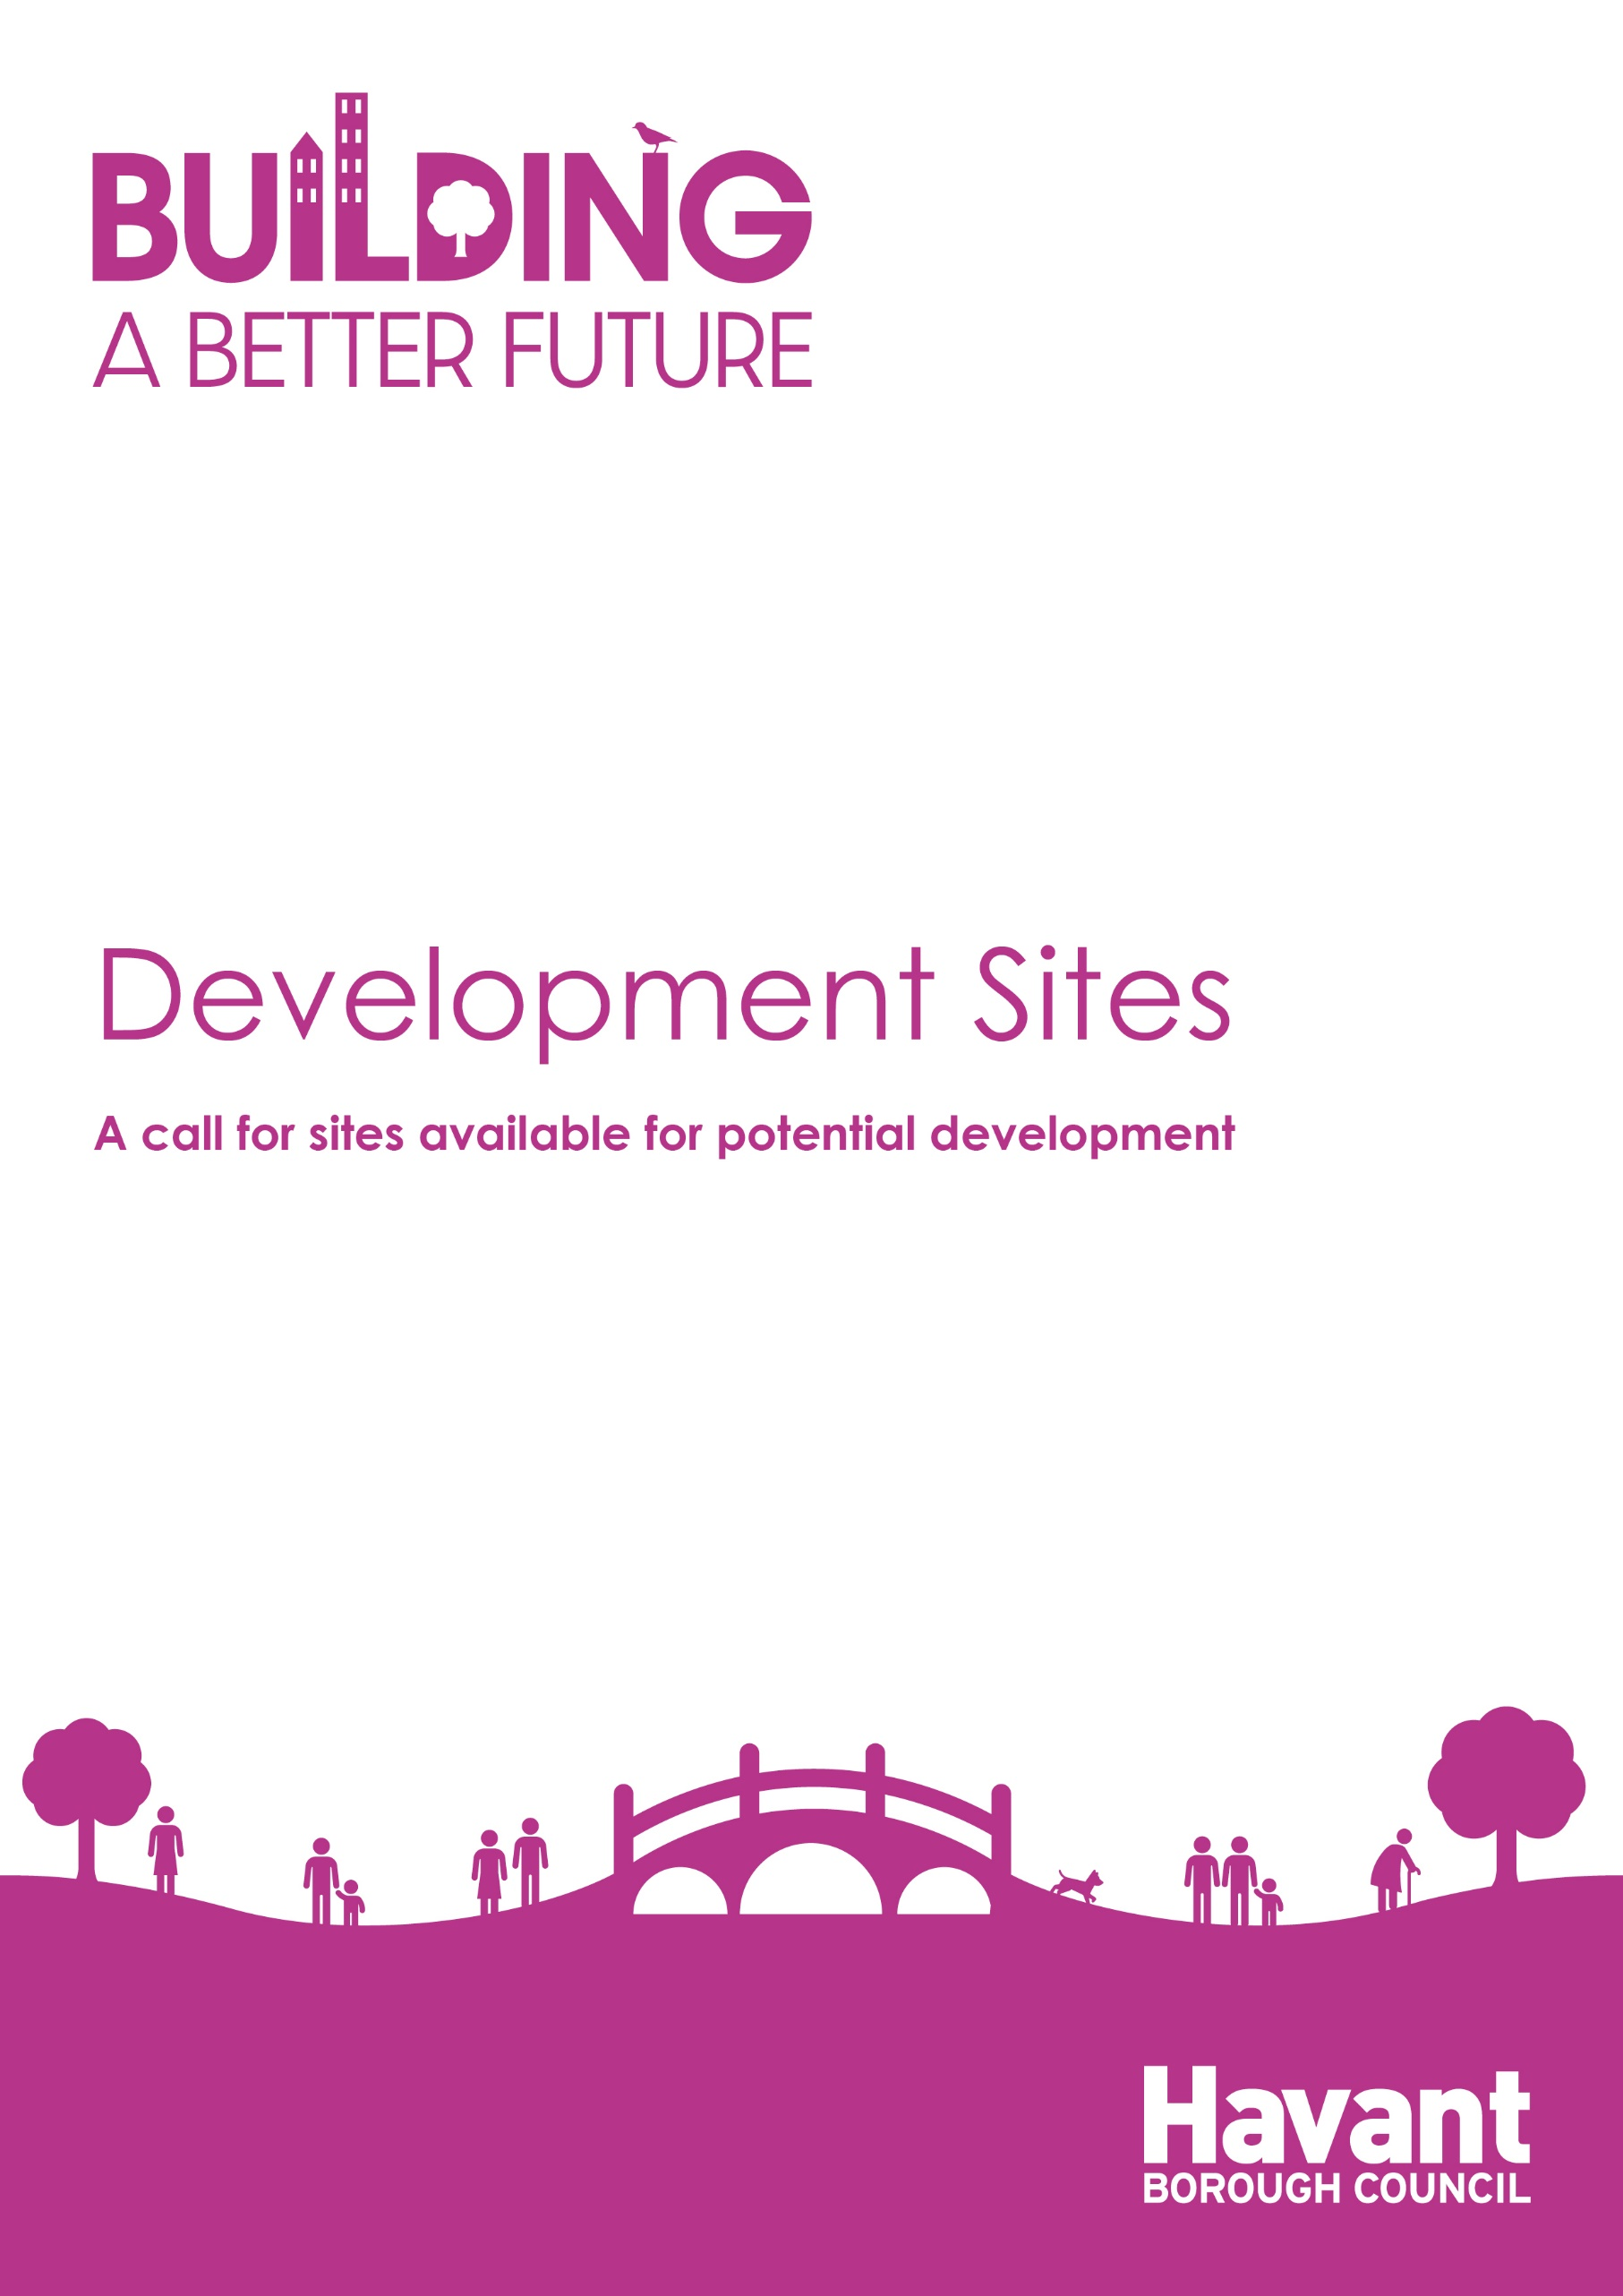 BUILDING
A BETTER FUTURE
Development Sites
A call for sites available for potential development
Havant
BOROUGH COUNCIL